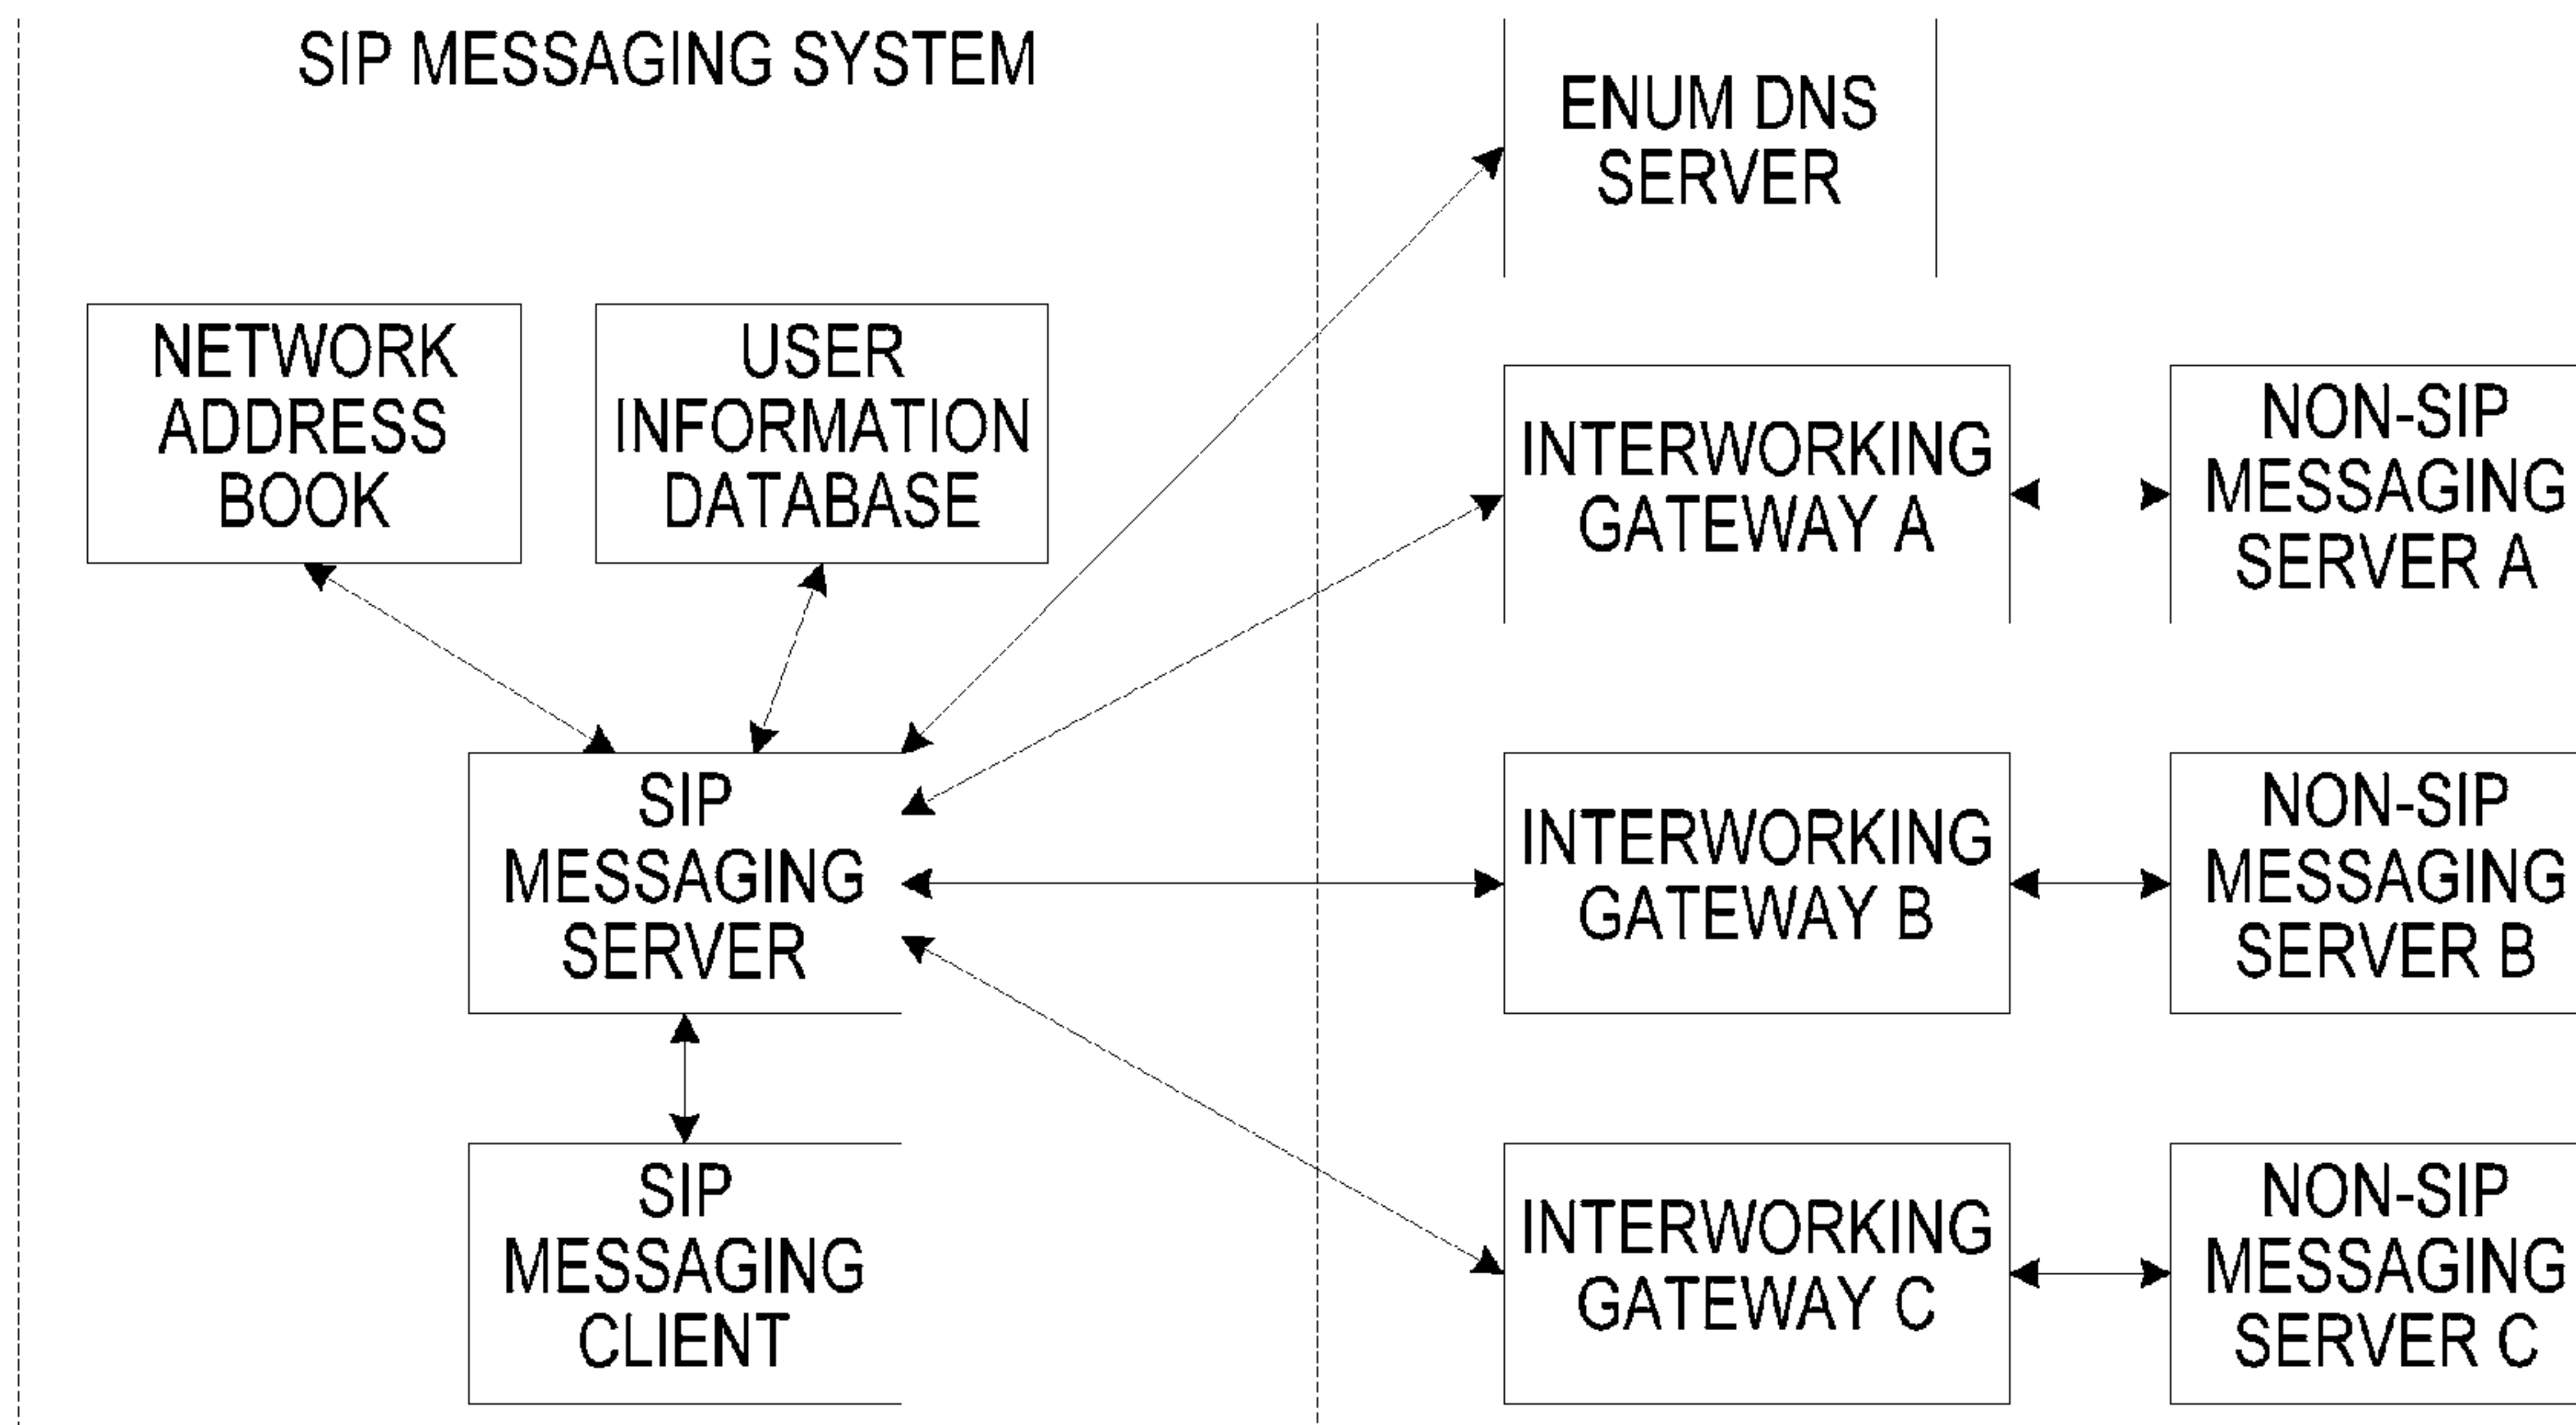 SIP MESSAGING SYSTEM
ENUM DNS
SERVER
NETWORK
ADDRESS
BOOK
USER
INFORMATION
DATABASE
INTERWORKING
GATEWAY A
NON-SIP
MESSAGING
SERVER A
SIP
MESSAGING
SERVER
INTERWORKING
GATEWAY B
NON-SIP
MESSAGING
SERVER B
SIP
MESSAGING
CLIENT
INTERWORKING
GATEWAY C
NON-SIP
MESSAGING
SERVER C